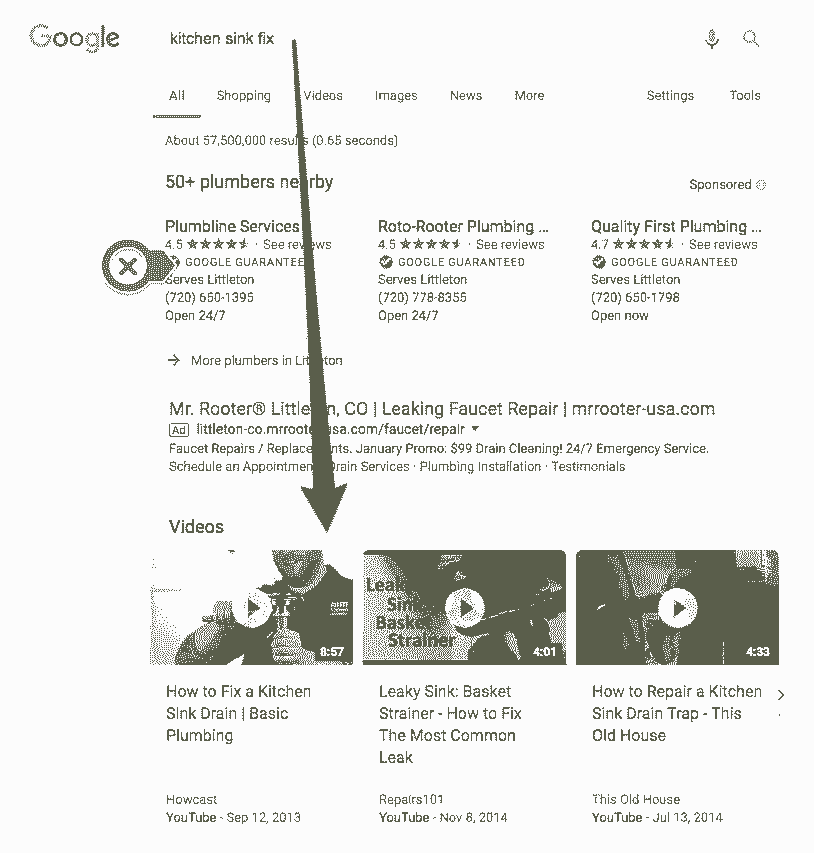 Google kitchen sink fix
All Shopping Videos Images News More Settings Tools
About 57,500,000 results (0.65 seconds)
50+ plumbers nearby Sponsored
Plumbline Services Roto-Rooter Plumbing ... Quality First Plumbing ...
4.5 · See reviews 4.5 · See reviews 4.7 · See reviews
GOOGLE GUARANTEED GOOGLE GUARANTEED GOOGLE GUARANTEED
Serves Littleton Serves Littleton Serves Littleton
(720) 650-1395 (720) 778-8355 (720) 650-1798
Open 24/7 Open 24/7 Open now
More plumbers in Littleton
Mr. Rooter® Littleton, CO | Leaking Faucet Repair | mrrooter-usa.com
Ad littleton-co.mrrooter-usa.com/faucet/repair
Faucet Repairs / Replacements. January Promo: $99 Drain Cleaning! 24/7 Emergency Service.
Schedule an Appointment · Drain Services · Plumbing Installation · Testimonials
Videos
Leaky
Sink
Basket
Strainer
8:57 4:01 4:33
How to Fix a Kitchen
Sink Drain | Basic
Plumbing
Leaky Sink: Basket
Strainer - How to Fix
The Most Common
Leak
How to Repair a Kitchen
Sink Drain Trap - This
Old House
Howcast Repairs101 This Old House
YouTube - Sep 12, 2013 YouTube - Nov 8, 2014 YouTube - Jul 13, 2014